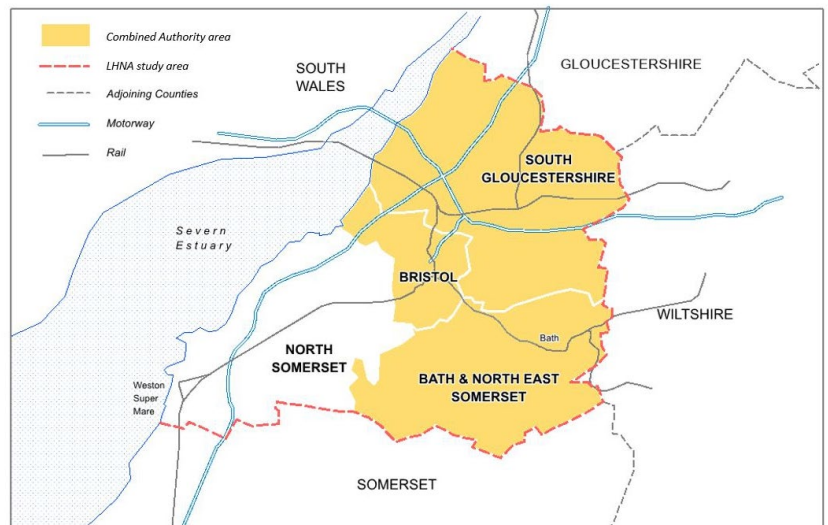 Combined Authority area
LHNA study area
Adjoining Counties
Motorway
Rail
SOUTH
WALES
GLOUCESTERSHIRE
SOUTH
GLOUCESTERSHIRE
Severn
Estuary
BRISTOL
WILTSHIRE
Bath
NORTH
SOMERSET
BATH & NORTH EAST
SOMERSET
Weston
Super
Mare
SOMERSET